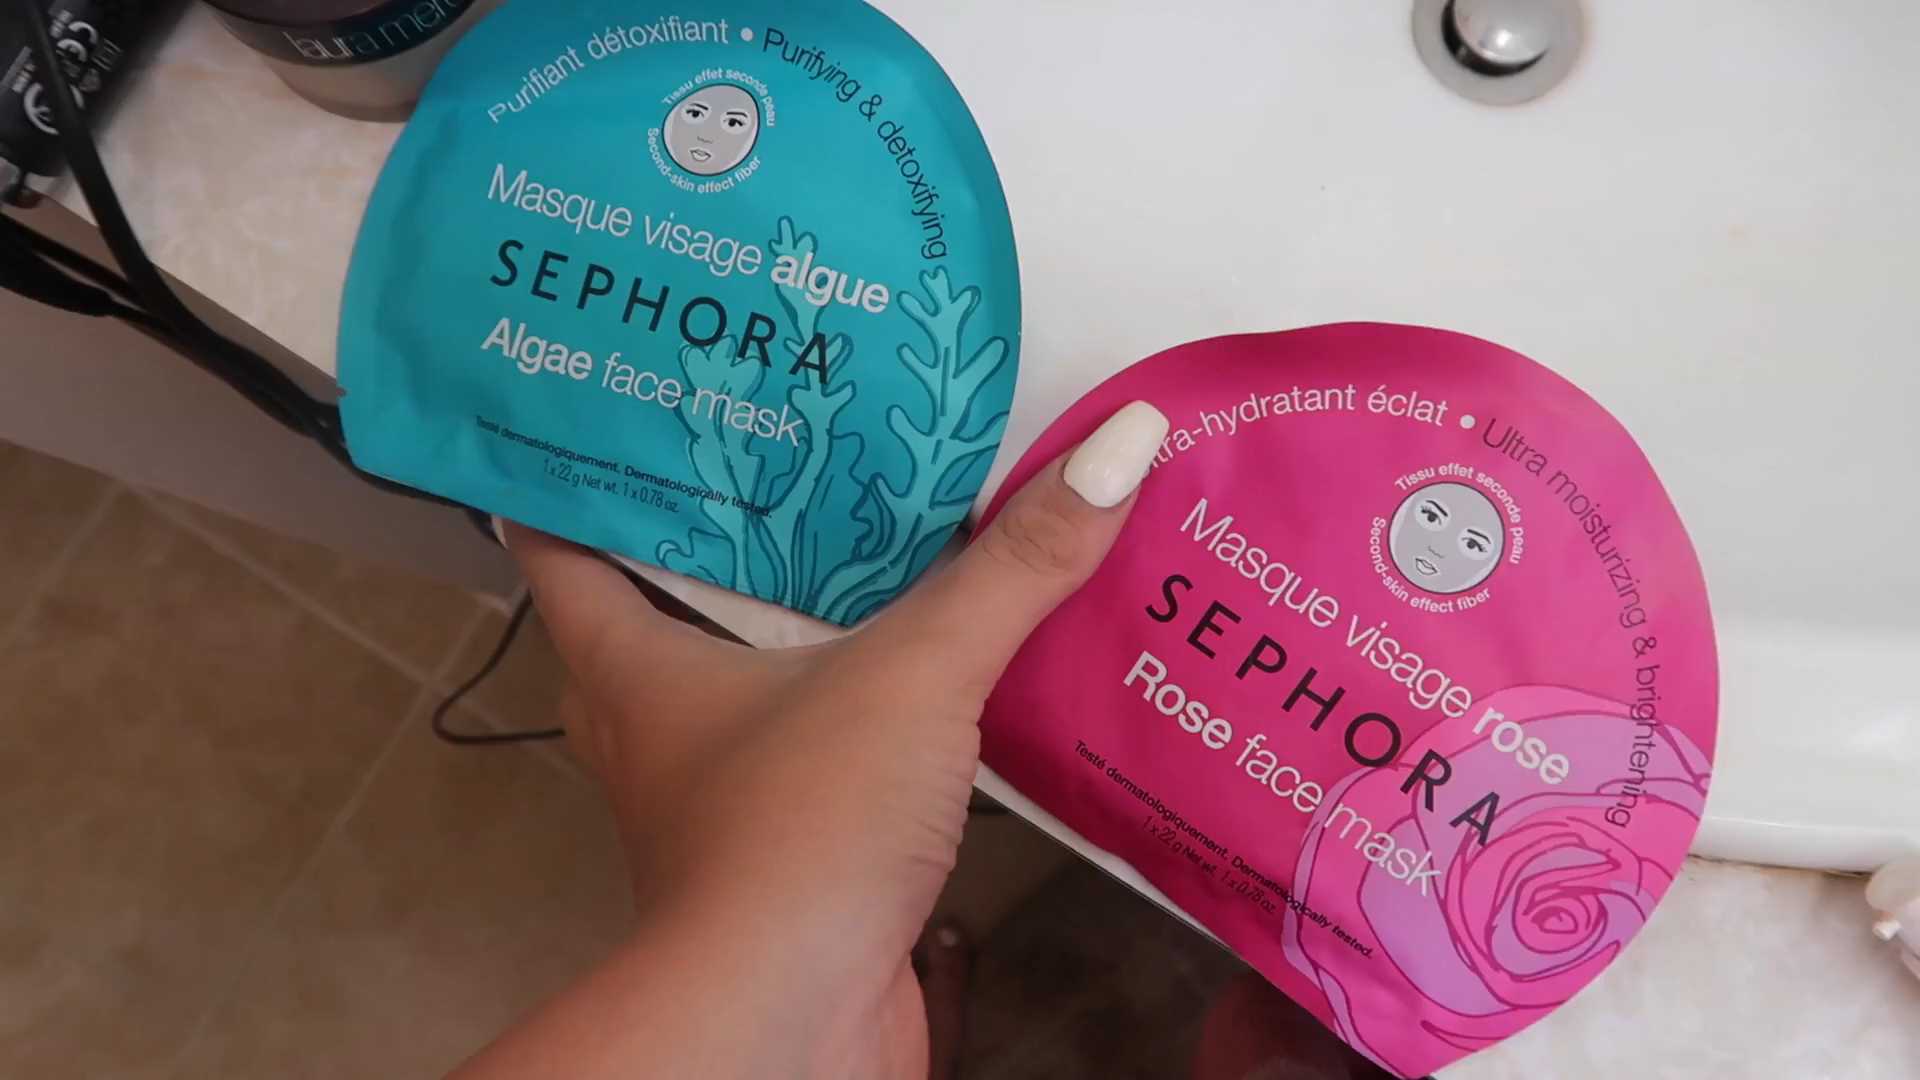 laura mer
Purifiant détoxifiant • Purifying & detoxifying
Tissu effet seconde peau
Second-skin effect fiber
Masque visage algue
SEPHORA
Algae face mask
Testé dermatologiquement. Dermatologically tested.
1 x 22 g Net wt. 1 x 0.78 oz.
tra-hydratant éclat • Ultra moisturizing & brightening
Tissu effet seconde peau
Second-skin effect fiber
Masque visage rose
SEPHORA
Rose face mask
Testé dermatologiquement. Dermatologically tested.
1 x 22 g Net wt. 1 x 0.78 oz.